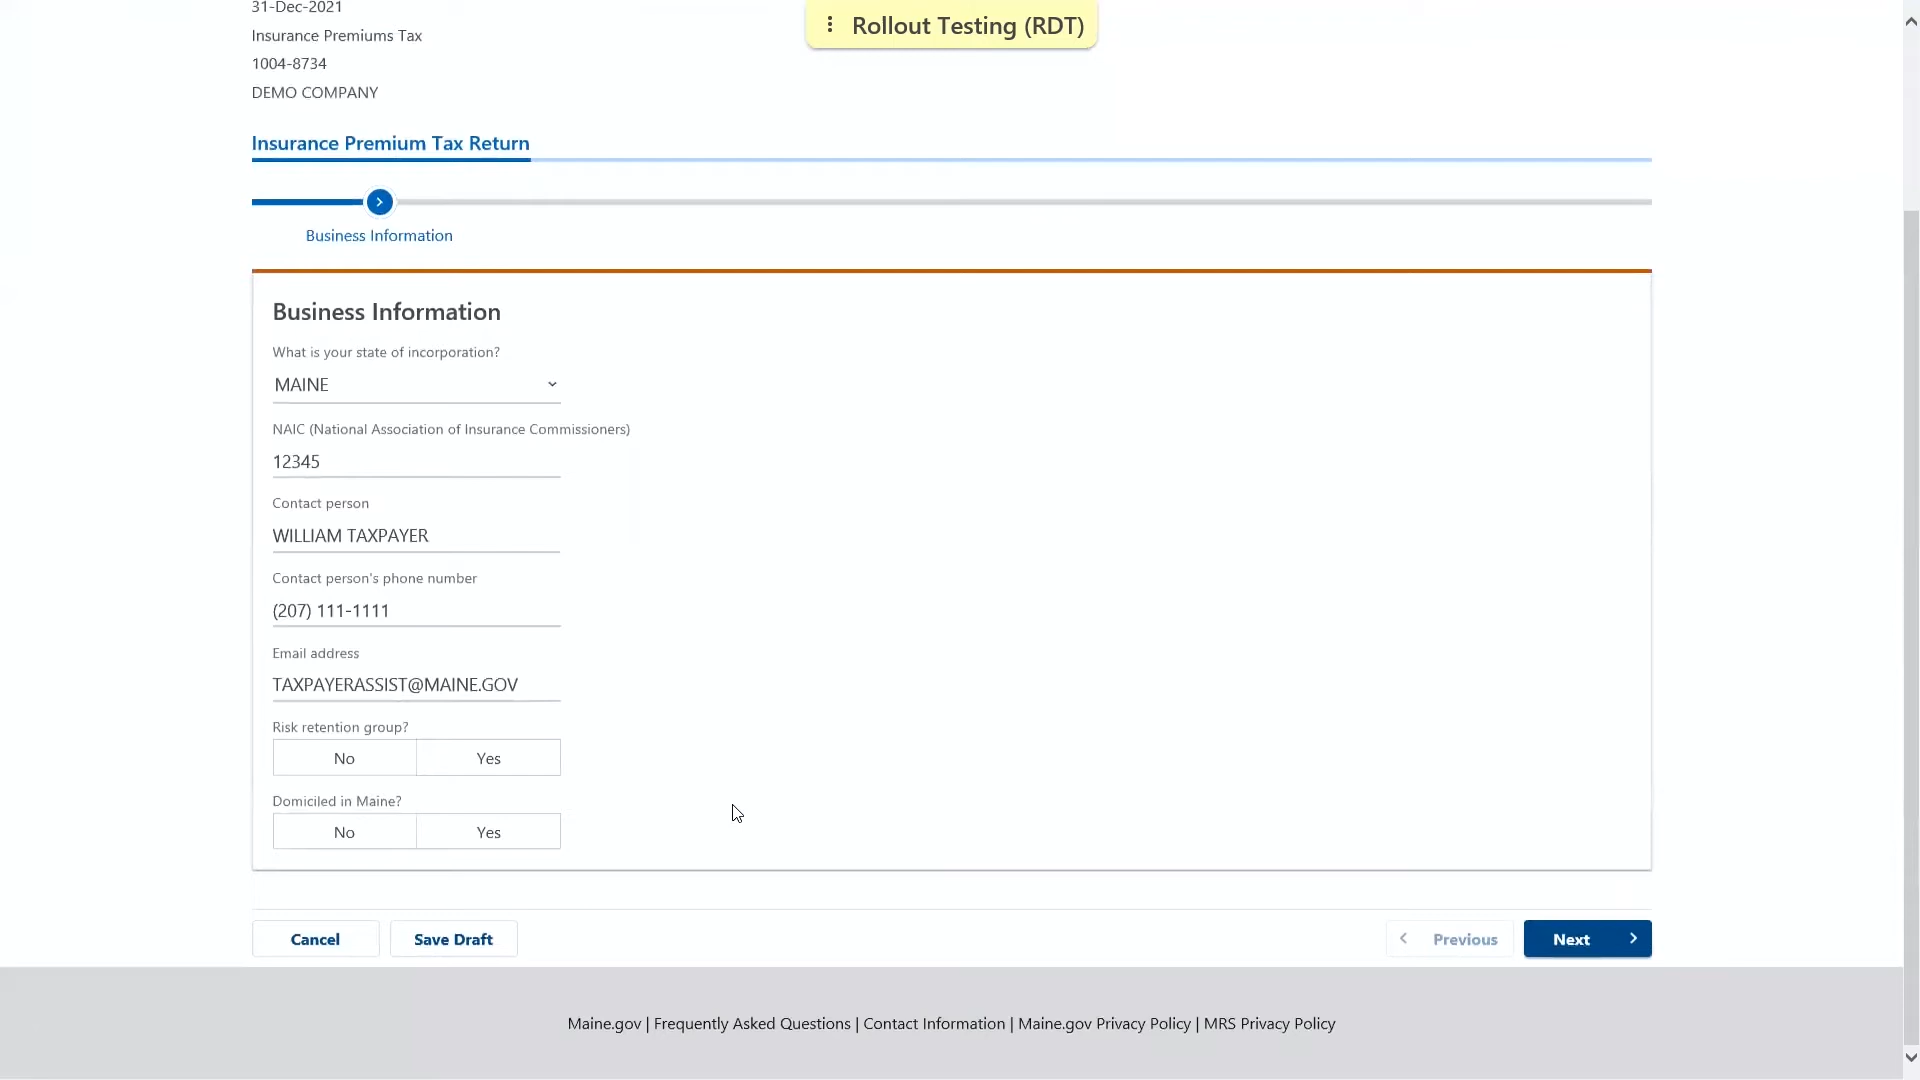 31-Dec-2021
Rollout Testing (RDT)
Insurance Premiums Tax
1004-8734
DEMO COMPANY
Insurance Premium Tax Return
Business Information
Business Information
What is your state of incorporation?
MAINE
NAIC (National Association of Insurance Commissioners)
12345
Contact person
WILLIAM TAXPAYER
Contact person's phone number
(207) 111-1111
Email address
TAXPAYERASSIST@MAINE.GOV
Risk retention group?
No Yes
Domiciled in Maine?
No Yes
Cancel Save Draft Previous Next
Maine.gov | Frequently Asked Questions | Contact Information | Maine.gov Privacy Policy | MRS Privacy Policy